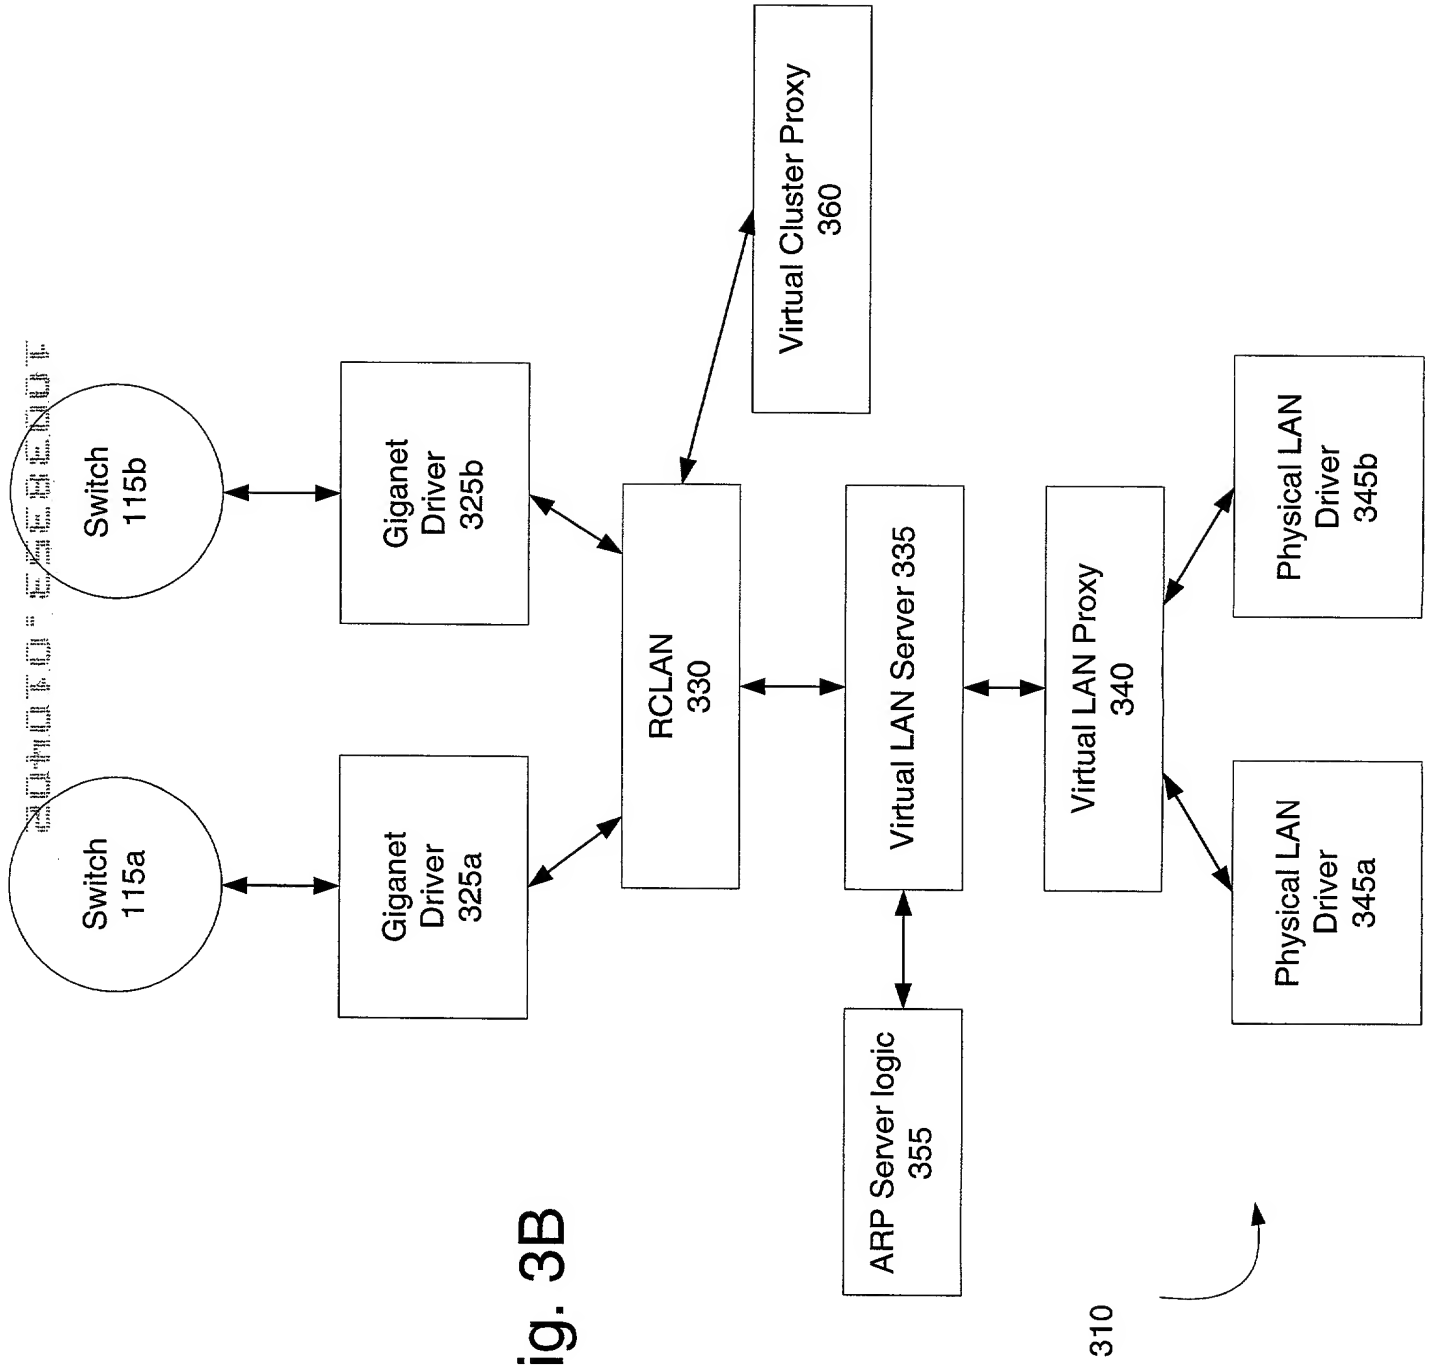 Switch
115a
Switch
115b
Giganet
Driver
325a
Giganet
Driver
325b
RCLAN
330
Virtual Cluster Proxy
360
ARP Server logic
355
Virtual LAN Server 335
Virtual LAN Proxy
340
Physical LAN
Driver
345a
Physical LAN
Driver
345b
310
ig. 3B